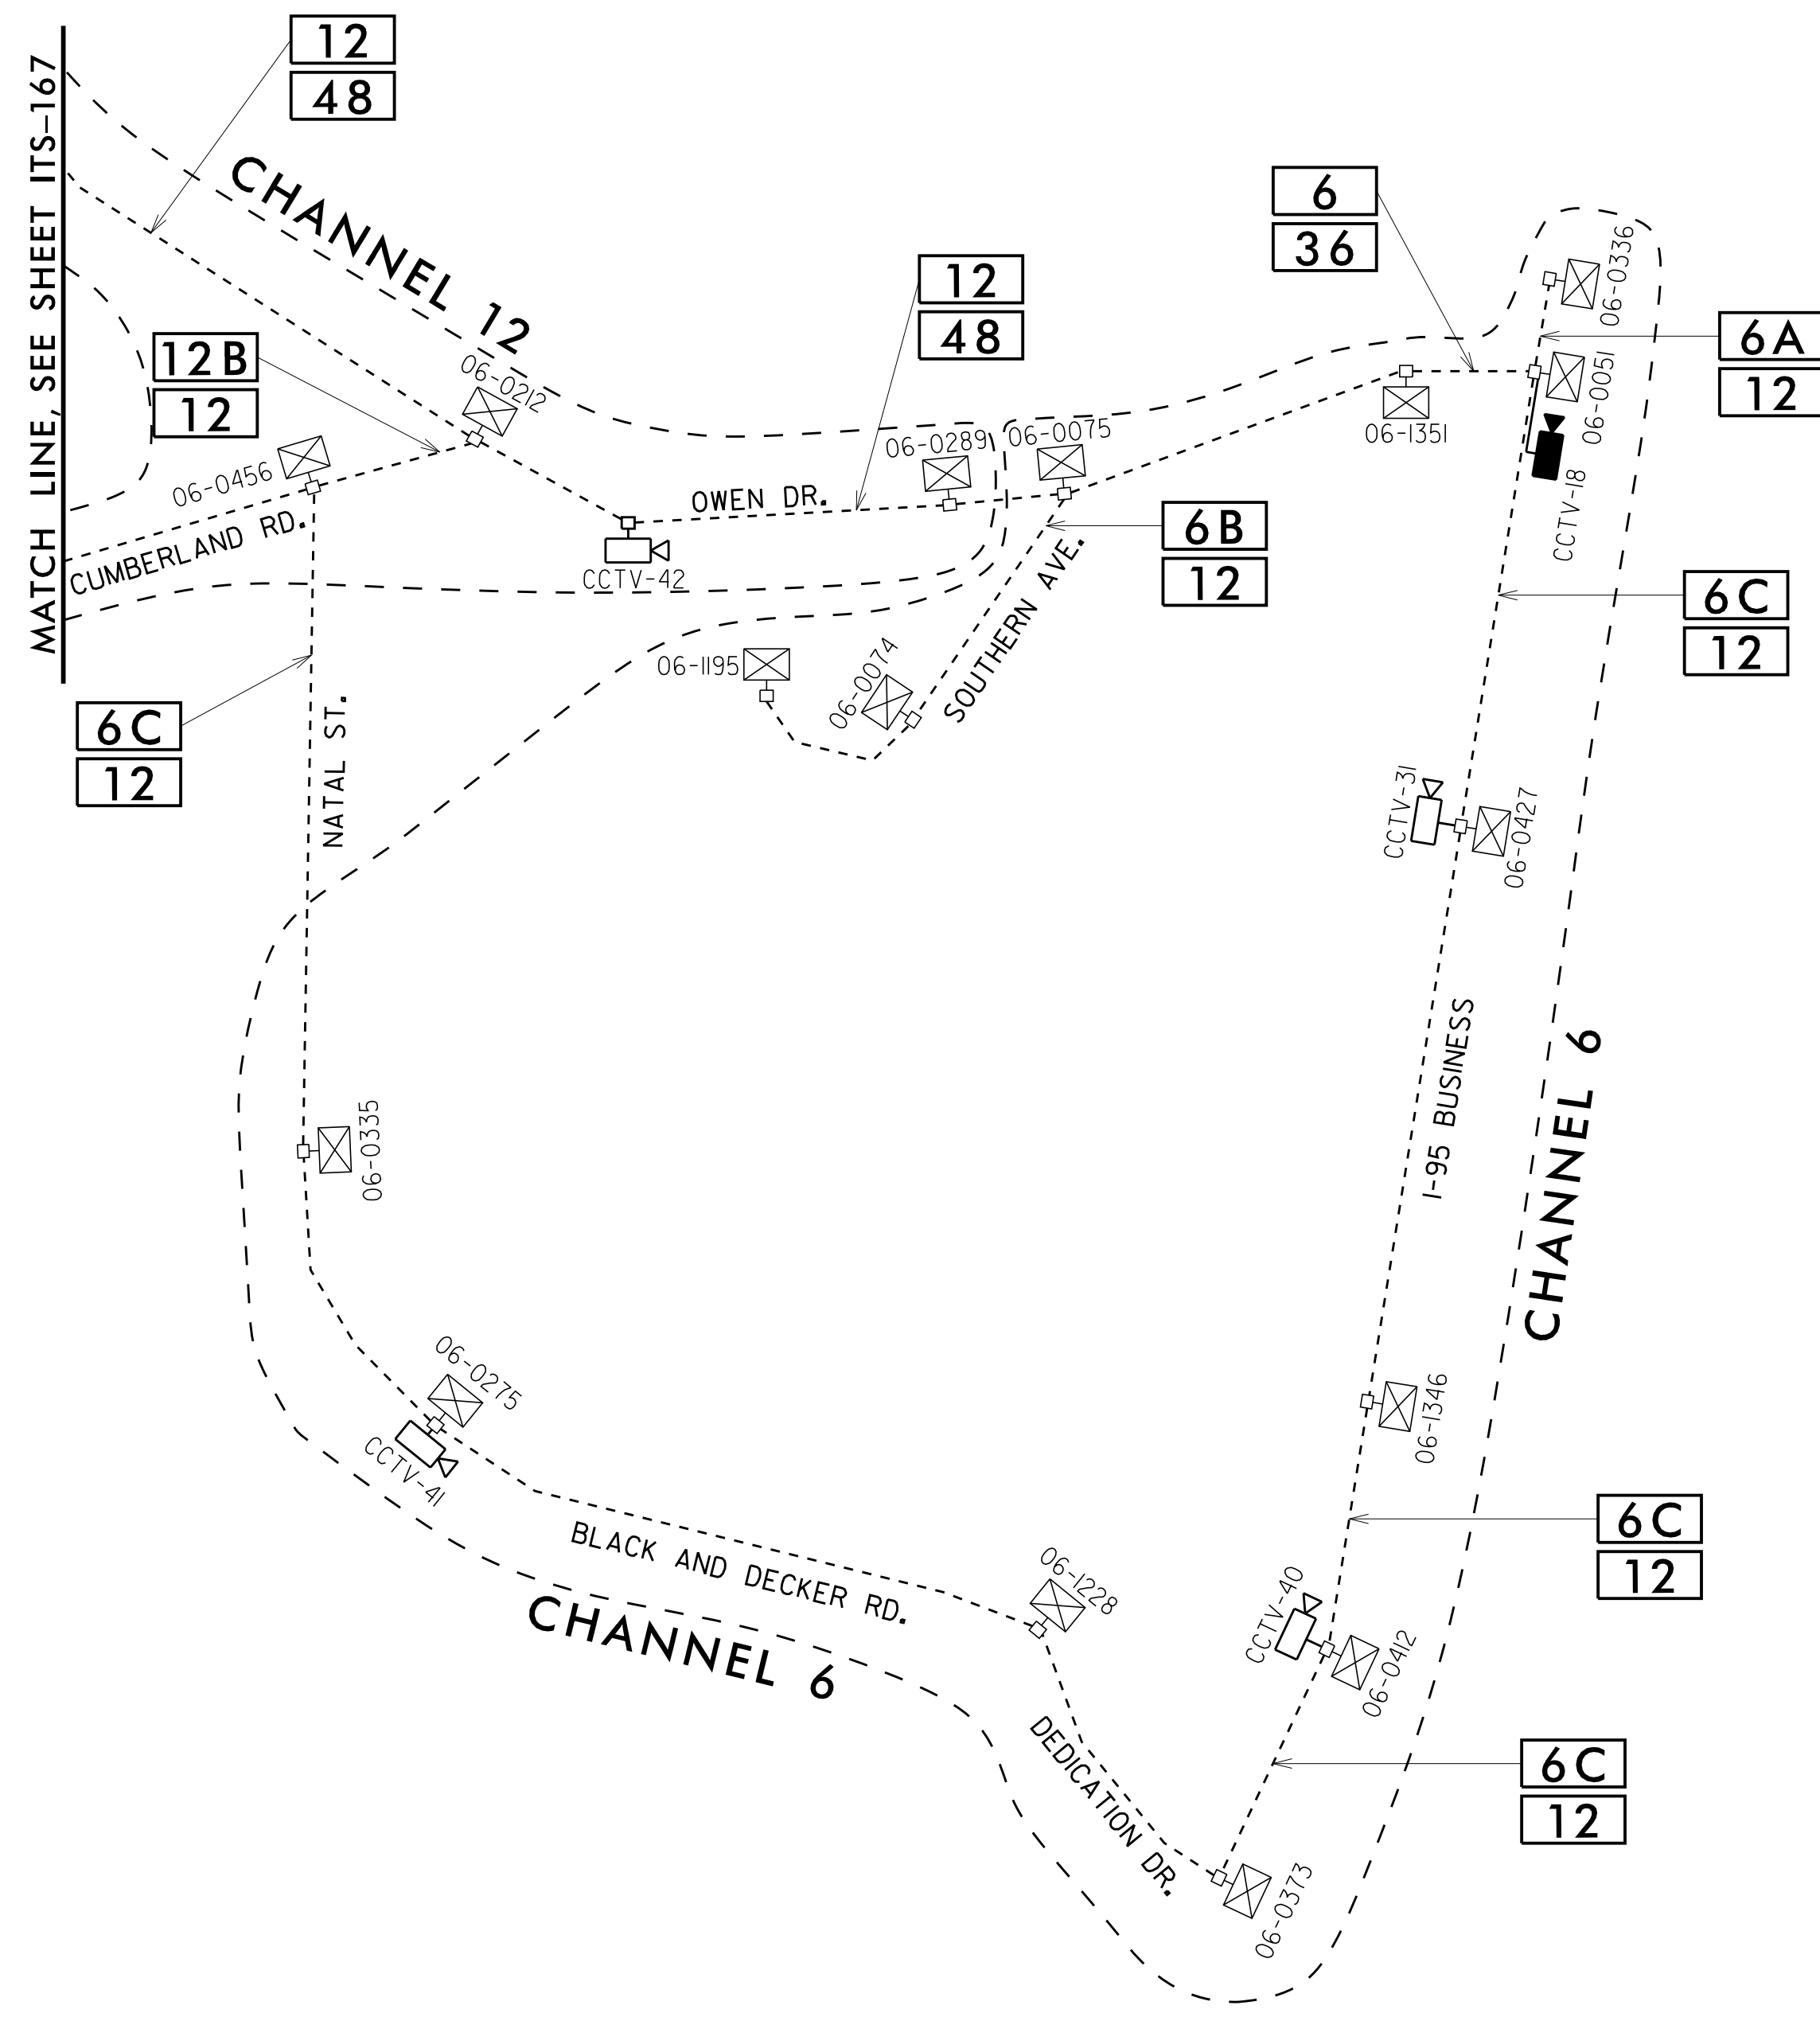 MATCH LINE, SEE SHEET ITS-167
12
48
CHANNEL 12
12B
12
06-0212
06-0456
CUMBERLAND RD.
12
48
OWEN DR.
06-0289
06-0075
CCTV-42
6
36
06-1351
06-0336
6A
12
06-0051
CCTV-18
6B
12
SOUTHERN AVE.
06-1195
06-0074
6C
12
6C
12
NATAL ST.
CCTV-31
06-0427
I-95 BUSINESS
CHANNEL 6
06-0335
06-0275
CCTV-41
06-1346
BLACK AND DECKER RD.
CHANNEL 6
06-1228
6C
12
CCTV-40
06-0412
DEDICATION DR.
6C
12
06-0373